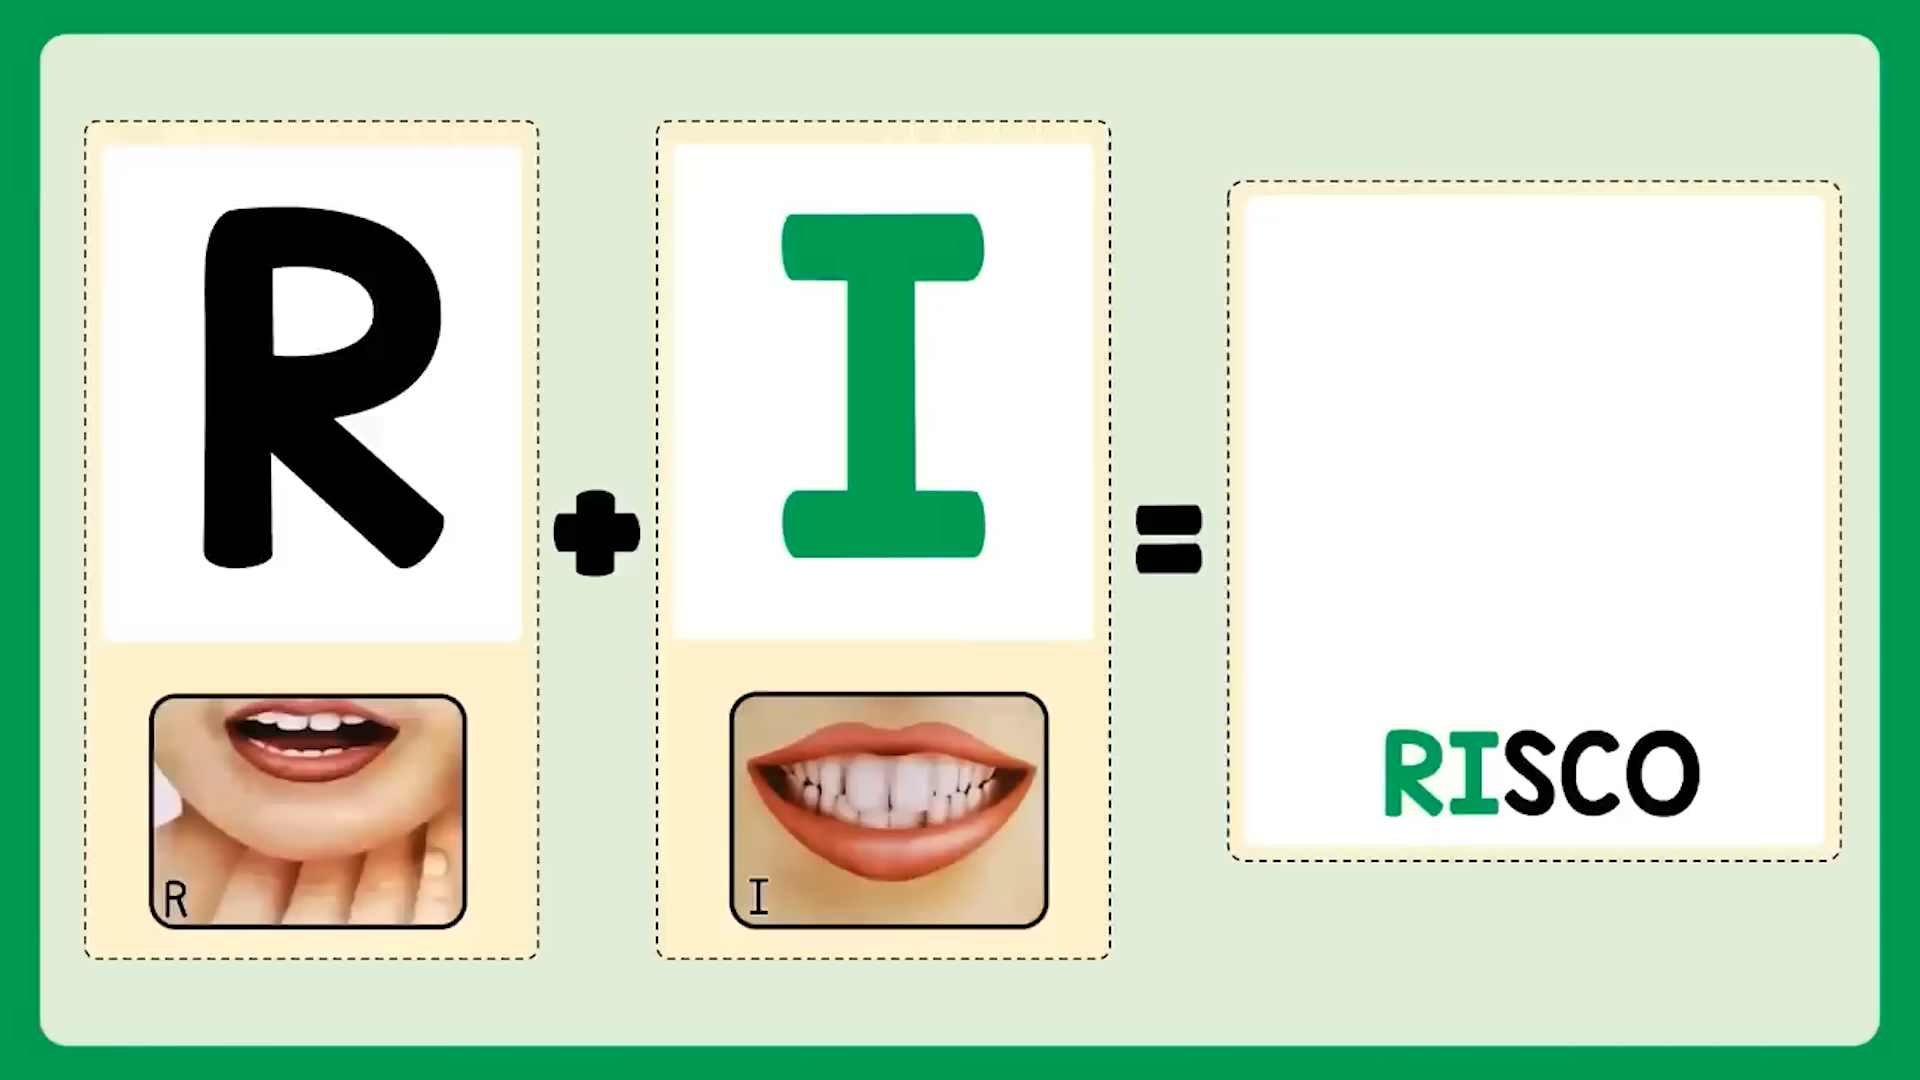 R + I =
RISCO
R
I